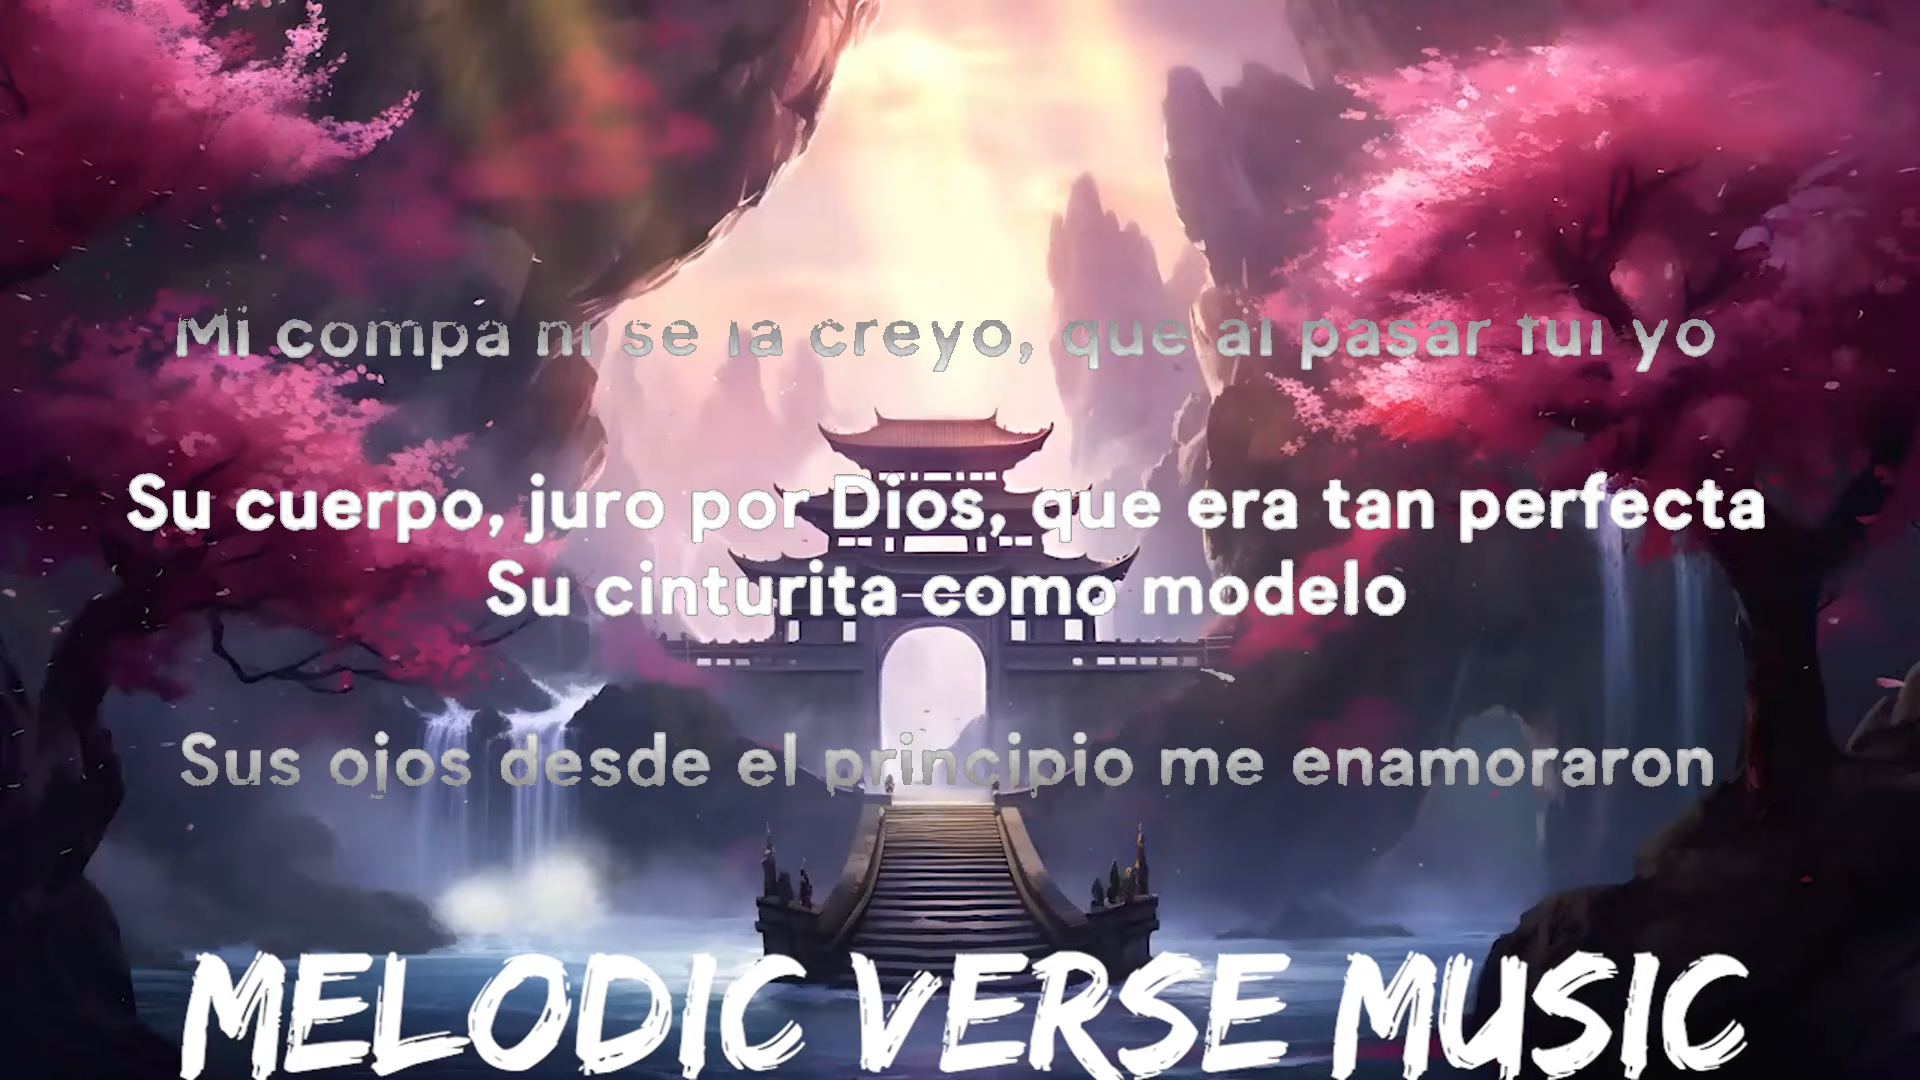 Mi compa ni se la creyo, que al pasar fui yo
Su cuerpo, juro por Dios, que era tan perfecta
Su cinturita como modelo
Sus ojos desde el principio me enamoraron
MELODIC VERSE MUSIC